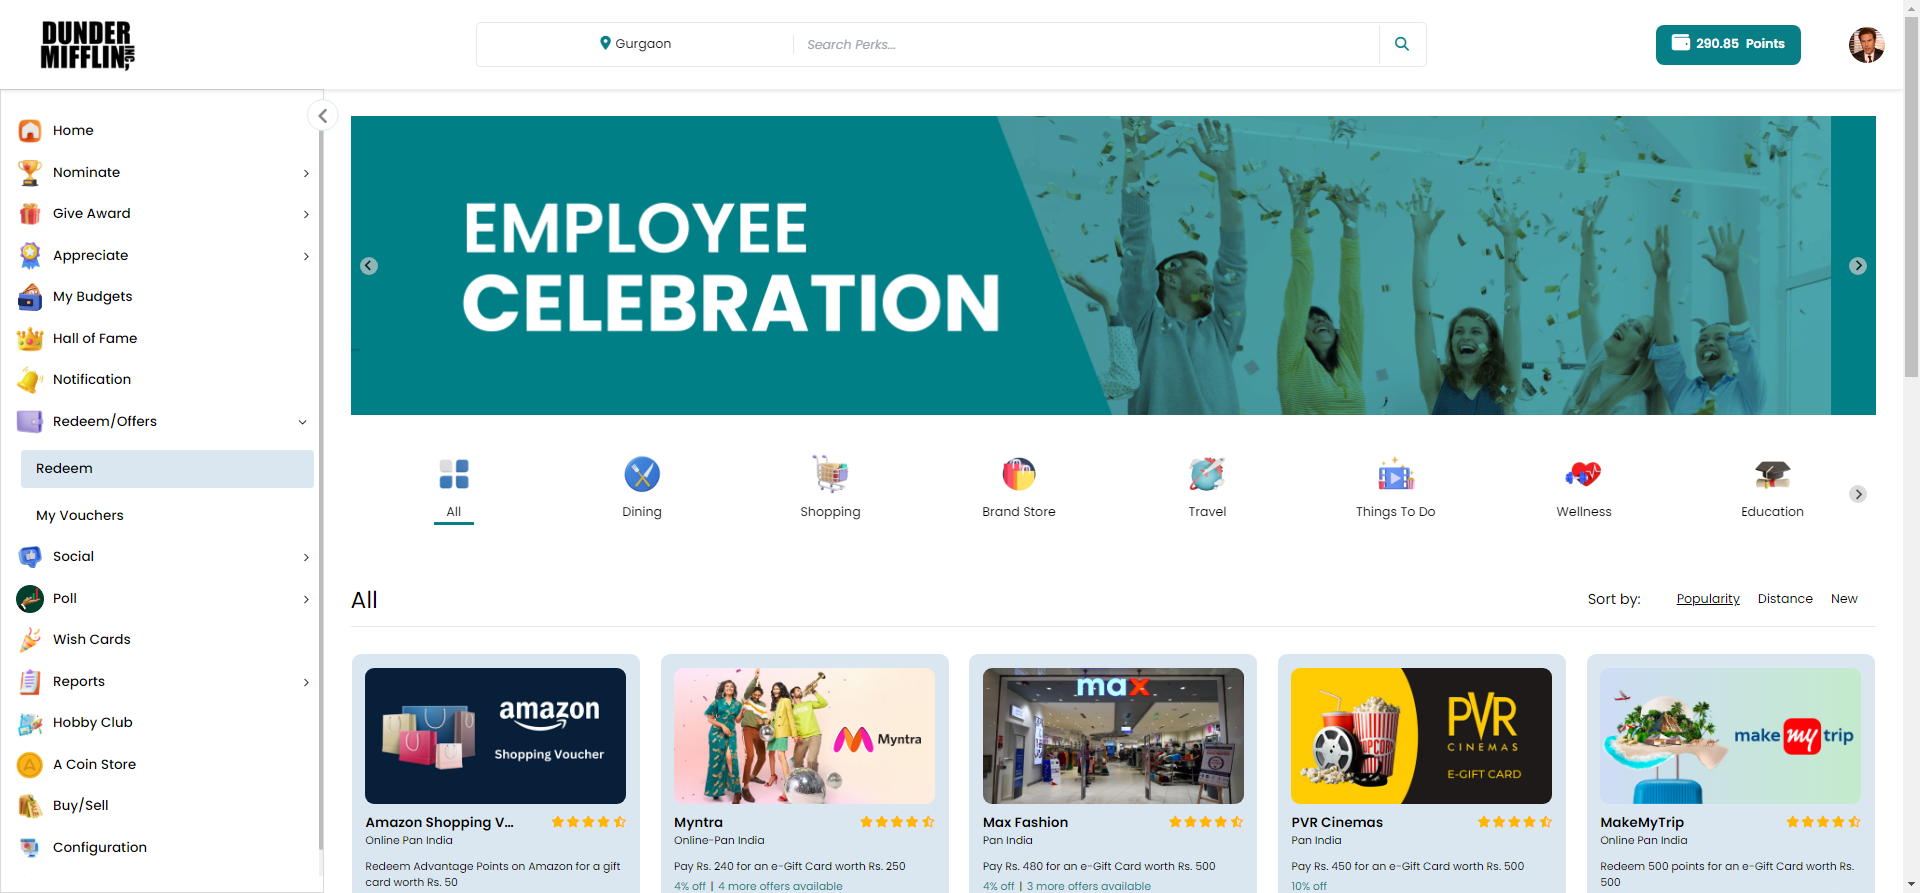 DUNDER
MIFFLIN INC,
Gurgaon
Search Perks...
290.85 Points
Home
Nominate
Give Award
Appreciate
My Budgets
Hall of Fame
Notification
Redeem/Offers
Redeem
My Vouchers
Social
Poll
Wish Cards
Reports
Hobby Club
A Coin Store
Buy/Sell
Configuration
EMPLOYEE
CELEBRATION
All
Dining
Shopping
Brand Store
Travel
Things To Do
Wellness
Education
All
Sort by:
Popularity
Distance
New
amazon
Shopping Voucher
Amazon Shopping V...
Online Pan India
Redeem Advantage Points on Amazon for a gift
card worth Rs. 50
Myntra
Myntra
Online-Pan India
Pay Rs. 240 for an e-Gift Card worth Rs. 250
4% off | 4 more offers available
max
Max Fashion
Pan India
Pay Rs. 480 for an e-Gift Card worth Rs. 500
4% off | 3 more offers available
POPCORN
PVR
CINEMAS
E-GIFT CARD
PVR Cinemas
Pan India
Pay Rs. 450 for an e-Gift Card worth Rs. 500
10% off
make my trip
MakeMyTrip
Online Pan India
Redeem 500 points for an e-Gift Card worth Rs.
500